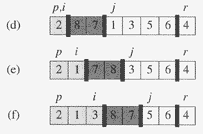 p,i j r
(d) 2 8 7 1 3 5 6 4
p i j r
(e) 2 1 7 8 3 5 6 4
p i j r
(f) 2 1 3 8 7 5 6 4